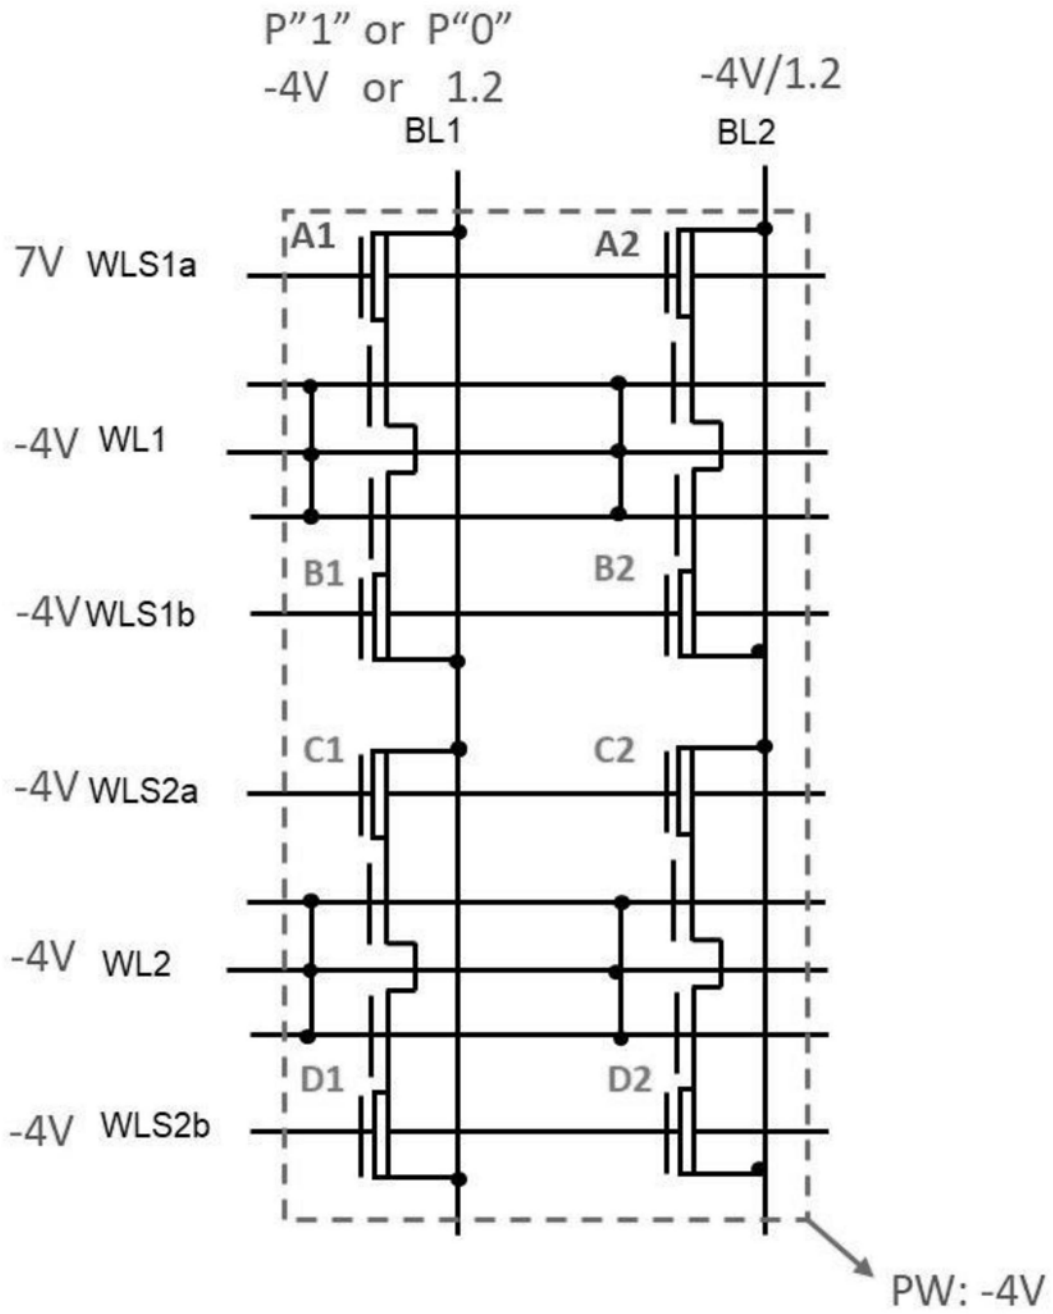 P”1” or P“0”
-4V or 1.2
-4V/1.2
BL1
BL2
A1
A2
7V WLS1a
-4V WL1
B1
B2
-4V WLS1b
C1
C2
-4V WLS2a
-4V WL2
D1
D2
-4V WLS2b
PW: -4V